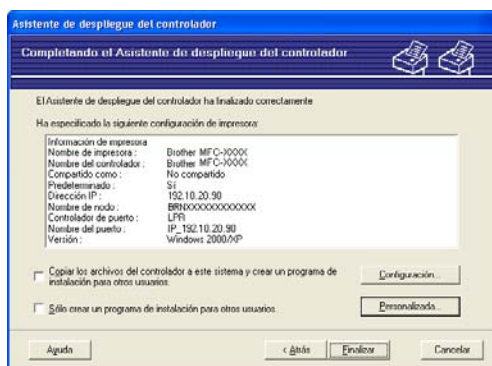 Asistente de despliegue del controlador
Completando el Asistente de despliegue del controlador
El Asistente de despliegue del controlador ha finalizado correctamente
Ha especificado la siguiente configuración de impresora:
Información de impresora
Nombre de impresora : Brother MFC-XXXX
Nombre del controlador : Brother MFC-XXXX
Compartido como : No compartido
Predeterminado : Sí
Dirección IP : 192.10.20.90
Nombre de nodo : BRNXXXXXXXXXXXX
Controlador de puerto : LPR
Nombre del puerto : IP_192.10.20.90
Versión : Windows 2000/XP
Copiar los archivos del controlador a este sistema y crear un programa de
instalación para otros usuarios.
Configuración...
Sólo crear un programa de instalación para otros usuarios.
Personalizada...
Ayuda
< Atrás
Finalizar
Cancelar